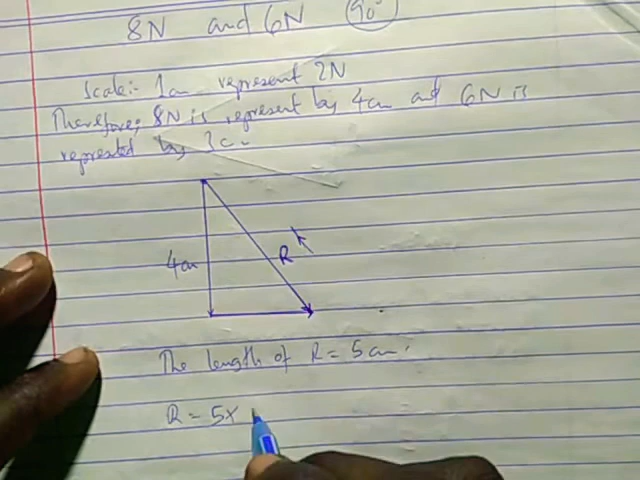 8N and 6N 90°
Scale:- 1cm represent 2N
Therefore, 8N is represent by 4cm and 6N is
represented by 3cm
4cm
R
The length of R = 5cm.
R = 5x